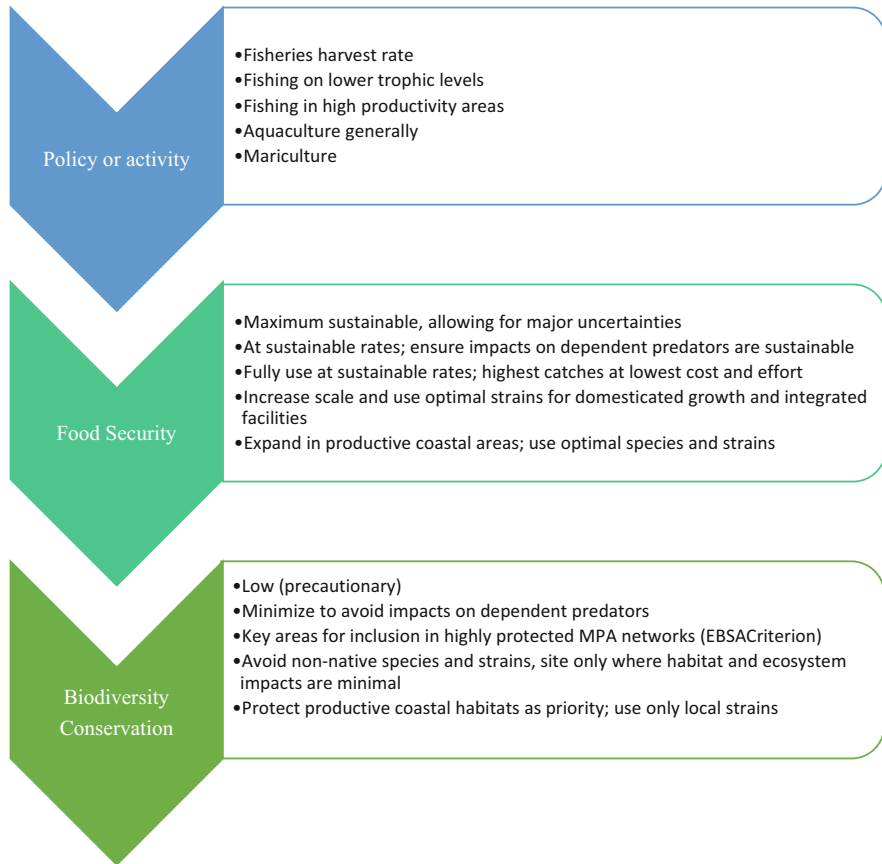 Policy or activity
•Fisheries harvest rate
•Fishing on lower trophic levels
•Fishing in high productivity areas
•Aquaculture generally
•Mariculture
Food Security
•Maximum sustainable, allowing for major uncertainties
•At sustainable rates; ensure impacts on dependent predators are sustainable
•Fully use at sustainable rates; highest catches at lowest cost and effort
•Increase scale and use optimal strains for domesticated growth and integrated
facilities
•Expand in productive coastal areas; use optimal species and strains
Biodiversity
Conservation
•Low (precautionary)
•Minimize to avoid impacts on dependent predators
•Key areas for inclusion in highly protected MPA networks (EBSACriterion)
•Avoid non-native species and strains, site only where habitat and ecosystem
impacts are minimal
•Protect productive coastal habitats as priority; use only local strains